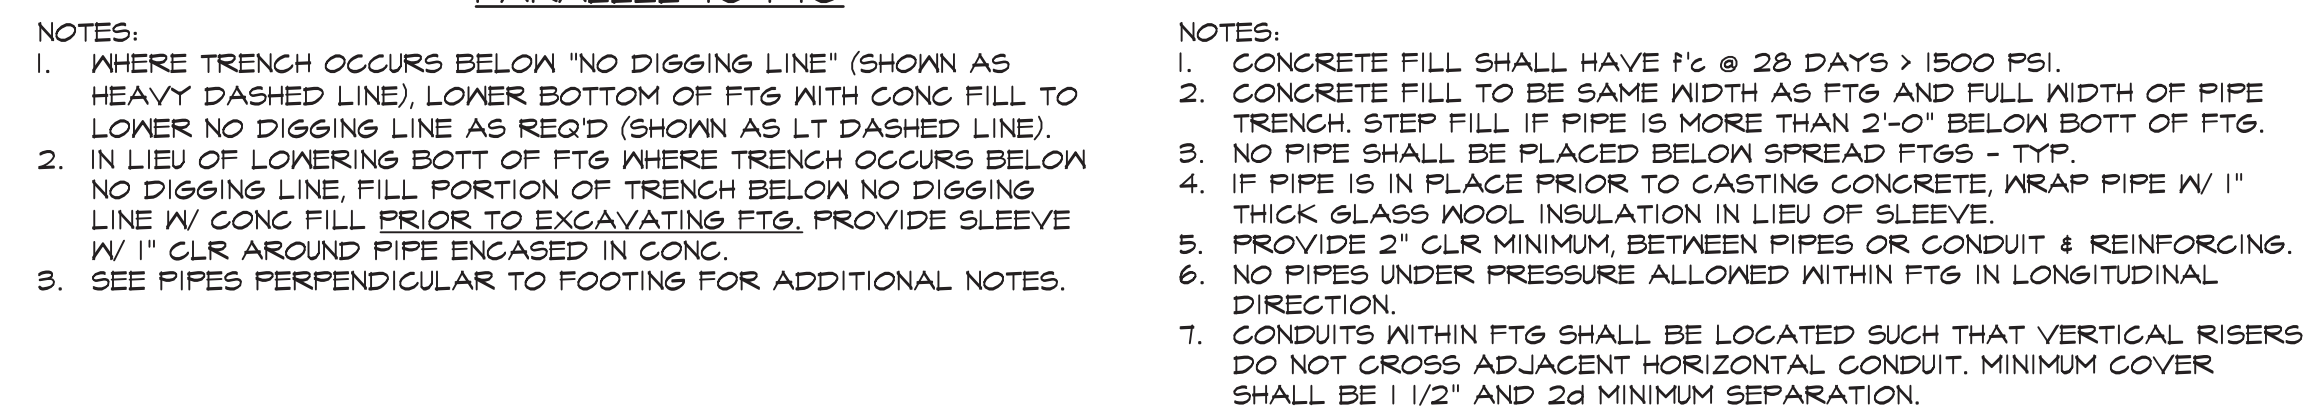 PARALLEL TO FTG
NOTES:
1. WHERE TRENCH OCCURS BELOW "NO DIGGING LINE" (SHOWN AS
HEAVY DASHED LINE), LOWER BOTTOM OF FTG WITH CONC FILL TO
LOWER NO DIGGING LINE AS REQ'D (SHOWN AS LT DASHED LINE).
2. IN LIEU OF LOWERING BOTT OF FTG WHERE TRENCH OCCURS BELOW
NO DIGGING LINE, FILL PORTION OF TRENCH BELOW NO DIGGING
LINE W/ CONC FILL PRIOR TO EXCAVATING FTG. PROVIDE SLEEVE
W/ 1" CLR AROUND PIPE ENCASED IN CONC.
3. SEE PIPES PERPENDICULAR TO FOOTING FOR ADDITIONAL NOTES.
NOTES:
1. CONCRETE FILL SHALL HAVE f'c @ 28 DAYS > 1500 PSI.
2. CONCRETE FILL TO BE SAME WIDTH AS FTG AND FULL WIDTH OF PIPE
TRENCH. STEP FILL IF PIPE IS MORE THAN 2'-0" BELOW BOTT OF FTG.
3. NO PIPE SHALL BE PLACED BELOW SPREAD FTGS - TYP.
4. IF PIPE IS IN PLACE PRIOR TO CASTING CONCRETE, WRAP PIPE W/ 1"
THICK GLASS WOOL INSULATION IN LIEU OF SLEEVE.
5. PROVIDE 2" CLR MINIMUM, BETWEEN PIPES OR CONDUIT & REINFORCING.
6. NO PIPES UNDER PRESSURE ALLOWED WITHIN FTG IN LONGITUDINAL
DIRECTION.
7. CONDUITS WITHIN FTG SHALL BE LOCATED SUCH THAT VERTICAL RISERS
DO NOT CROSS ADJACENT HORIZONTAL CONDUIT. MINIMUM COVER
SHALL BE 1 1/2" AND 2d MINIMUM SEPARATION.